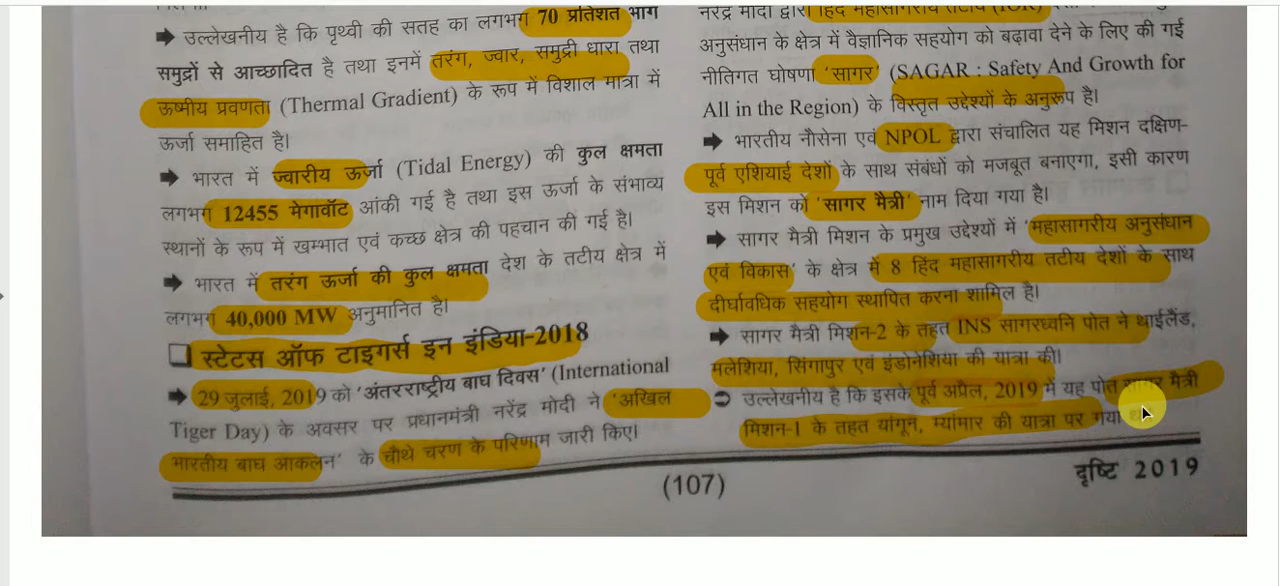 ➡ उल्लेखनीय है कि पृथ्वी की सतह का लगभग 70 प्रतिशत भाग
समुद्रों से आच्छादित है तथा इनमें तरंग, ज्वार, समुद्री धारा तथा
ऊष्मीय प्रवणता (Thermal Gradient) के रूप में विशाल मात्रा में
ऊर्जा समाहित है।
➡ भारत में ज्वारीय ऊर्जा (Tidal Energy) की कुल क्षमता
लगभग 12455 मेगावॉट आंकी गई है तथा इस ऊर्जा के संभाव्य
स्थानों के रूप में खम्भात एवं कच्छ क्षेत्र की पहचान की गई है।
➡ भारत में तरंग ऊर्जा की कुल क्षमता देश के तटीय क्षेत्र में
लगभग 40,000 MW अनुमानित है।
❑ स्टेटस ऑफ टाइगर्स इन इंडिया-2018
➡ 29 जुलाई, 2019 को 'अंतरराष्ट्रीय बाघ दिवस' (International
Tiger Day) के अवसर पर प्रधानमंत्री नरेंद्र मोदी ने 'अखिल
भारतीय बाघ आकलन' के चौथे चरण के परिणाम जारी किए।
नरेंद्र मोदी द्वारा हिंद महासागरीय तटीय (IOR)
अनुसंधान के क्षेत्र में वैज्ञानिक सहयोग को बढ़ावा देने के लिए की गई
नीतिगत घोषणा 'सागर' (SAGAR : Safety And Growth for
All in the Region) के विस्तृत उद्देश्यों के अनुरूप है।
➡ भारतीय नौसेना एवं NPOL द्वारा संचालित यह मिशन दक्षिण-
पूर्व एशियाई देशों के साथ संबंधों को मजबूत बनाएगा, इसी कारण
इस मिशन को 'सागर मैत्री' नाम दिया गया है।
➡ सागर मैत्री मिशन के प्रमुख उद्देश्यों में 'महासागरीय अनुसंधान
एवं विकास' के क्षेत्र में 8 हिंद महासागरीय तटीय देशों के साथ
दीर्घावधिक सहयोग स्थापित करना शामिल है।
➡ सागर मैत्री मिशन-2 के तहत INS सागरध्वनि पोत ने थाईलैंड,
मलेशिया, सिंगापुर एवं इंडोनेशिया की यात्रा की।
➲ उल्लेखनीय है कि इसके पूर्व अप्रैल, 2019 में यह पोत सागर मैत्री
मिशन-1 के तहत यांगून, म्यांमार की यात्रा पर गया
(107)
दृष्टि 2019